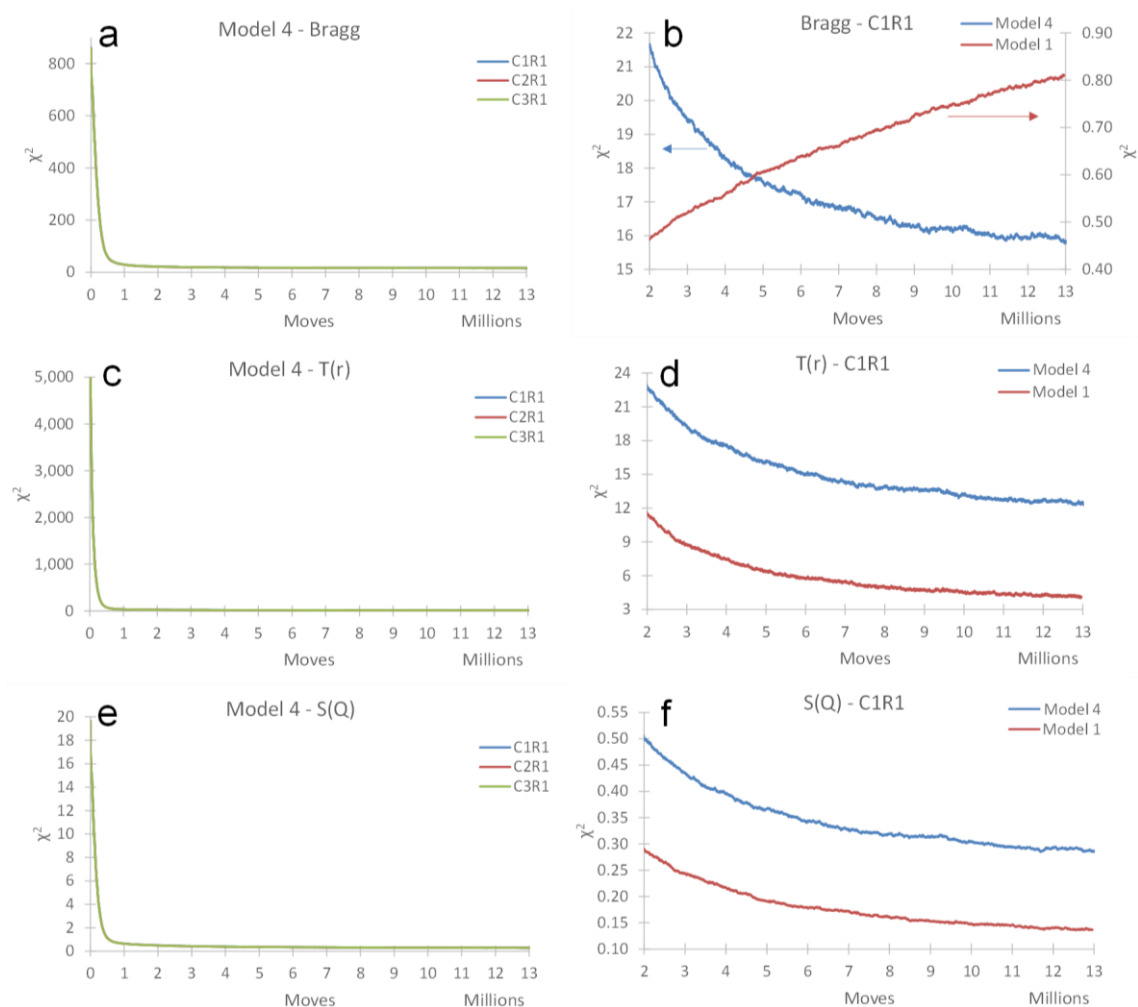 a
Model 4 - Bragg
C1R1
C2R1
C3R1
800
600
400
200
0
χ²
0 1 2 3 4 5 6 7 8 9 10 11 12 13
Moves Millions
b
Bragg - C1R1
Model 4
Model 1
22
21
20
19
18
17
16
15
χ²
0.90
0.80
0.70
0.60
0.50
0.40
χ²
2 3 4 5 6 7 8 9 10 11 12 13
Moves Millions
c
Model 4 - T(r)
C1R1
C2R1
C3R1
5,000
4,000
3,000
2,000
1,000
0
χ²
0 1 2 3 4 5 6 7 8 9 10 11 12 13
Moves Millions
d
T(r) - C1R1
Model 4
Model 1
24
21
18
15
12
9
6
3
χ²
2 3 4 5 6 7 8 9 10 11 12 13
Moves Millions
e
Model 4 - S(Q)
C1R1
C2R1
C3R1
20
18
16
14
12
10
8
6
4
2
0
χ²
0 1 2 3 4 5 6 7 8 9 10 11 12 13
Moves Millions
f
S(Q) - C1R1
Model 4
Model 1
0.55
0.50
0.45
0.40
0.35
0.30
0.25
0.20
0.15
0.10
χ²
2 3 4 5 6 7 8 9 10 11 12 13
Moves Millions